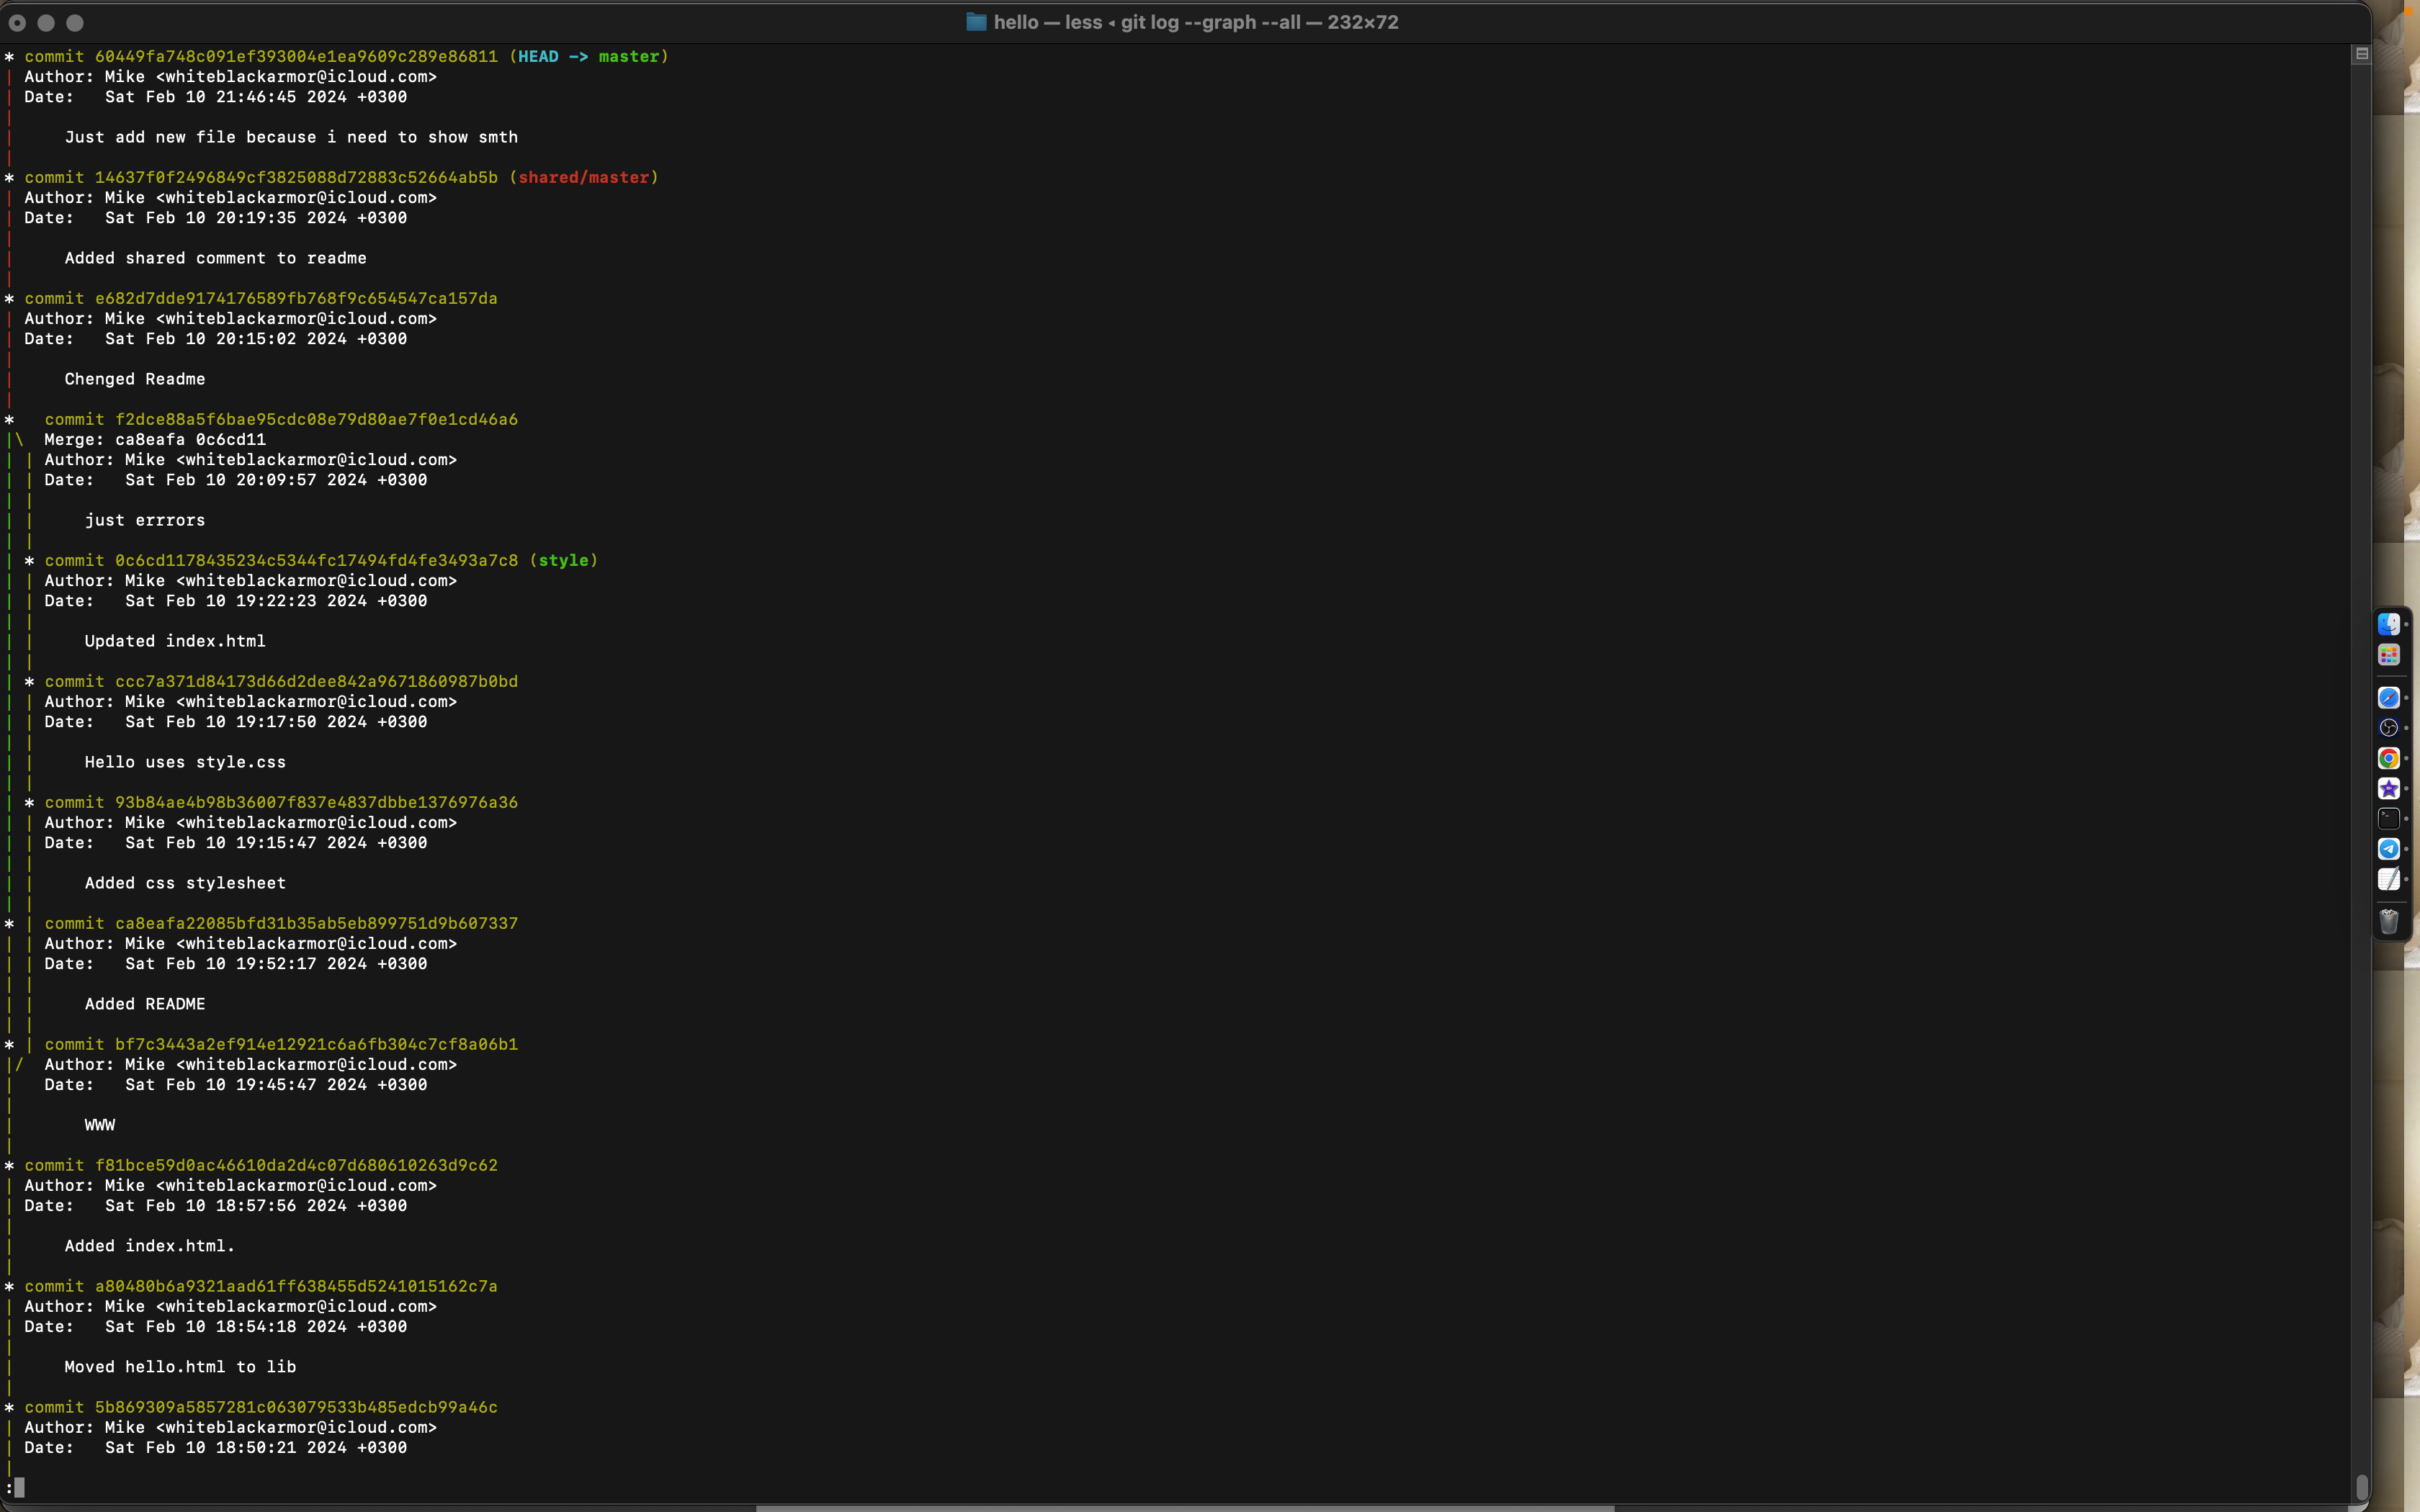 hello — less ◂ git log --graph --all — 232×72
* commit 60449fa748c091ef393004e1ea9609c289e86811 (HEAD -> master)
| Author: Mike <whiteblackarmor@icloud.com>
| Date:   Sat Feb 10 21:46:45 2024 +0300
|
|     Just add new file because i need to show smth
|
* commit 14637f0f2496849cf3825088d72883c52664ab5b (shared/master)
| Author: Mike <whiteblackarmor@icloud.com>
| Date:   Sat Feb 10 20:19:35 2024 +0300
|
|     Added shared comment to readme
|
* commit e682d7dde9174176589fb768f9c654547ca157da
| Author: Mike <whiteblackarmor@icloud.com>
| Date:   Sat Feb 10 20:15:02 2024 +0300
|
|     Chenged Readme
|
*   commit f2dce88a5f6bae95cdc08e79d80ae7f0e1cd46a6
|\  Merge: ca8eafa 0c6cd11
| | Author: Mike <whiteblackarmor@icloud.com>
| | Date:   Sat Feb 10 20:09:57 2024 +0300
| |
| |     just errrors
| |
| * commit 0c6cd1178435234c5344fc17494fd4fe3493a7c8 (style)
| | Author: Mike <whiteblackarmor@icloud.com>
| | Date:   Sat Feb 10 19:22:23 2024 +0300
| |
| |     Updated index.html
| |
| * commit ccc7a371d84173d66d2dee842a9671860987b0bd
| | Author: Mike <whiteblackarmor@icloud.com>
| | Date:   Sat Feb 10 19:17:50 2024 +0300
| |
| |     Hello uses style.css
| |
| * commit 93b84ae4b98b36007f837e4837dbbe1376976a36
| | Author: Mike <whiteblackarmor@icloud.com>
| | Date:   Sat Feb 10 19:15:47 2024 +0300
| |
| |     Added css stylesheet
| |
* | commit ca8eafa22085bfd31b35ab5eb899751d9b607337
| | Author: Mike <whiteblackarmor@icloud.com>
| | Date:   Sat Feb 10 19:52:17 2024 +0300
| |
| |     Added README
| |
* | commit bf7c3443a2ef914e12921c6a6fb304c7cf8a06b1
|/  Author: Mike <whiteblackarmor@icloud.com>
|   Date:   Sat Feb 10 19:45:47 2024 +0300
|
|       WWW
|
* commit f81bce59d0ac46610da2d4c07d680610263d9c62
| Author: Mike <whiteblackarmor@icloud.com>
| Date:   Sat Feb 10 18:57:56 2024 +0300
|
|     Added index.html.
|
* commit a80480b6a9321aad61ff638455d5241015162c7a
| Author: Mike <whiteblackarmor@icloud.com>
| Date:   Sat Feb 10 18:54:18 2024 +0300
|
|     Moved hello.html to lib
|
* commit 5b869309a5857281c063079533b485edcb99a46c
| Author: Mike <whiteblackarmor@icloud.com>
| Date:   Sat Feb 10 18:50:21 2024 +0300
|
: